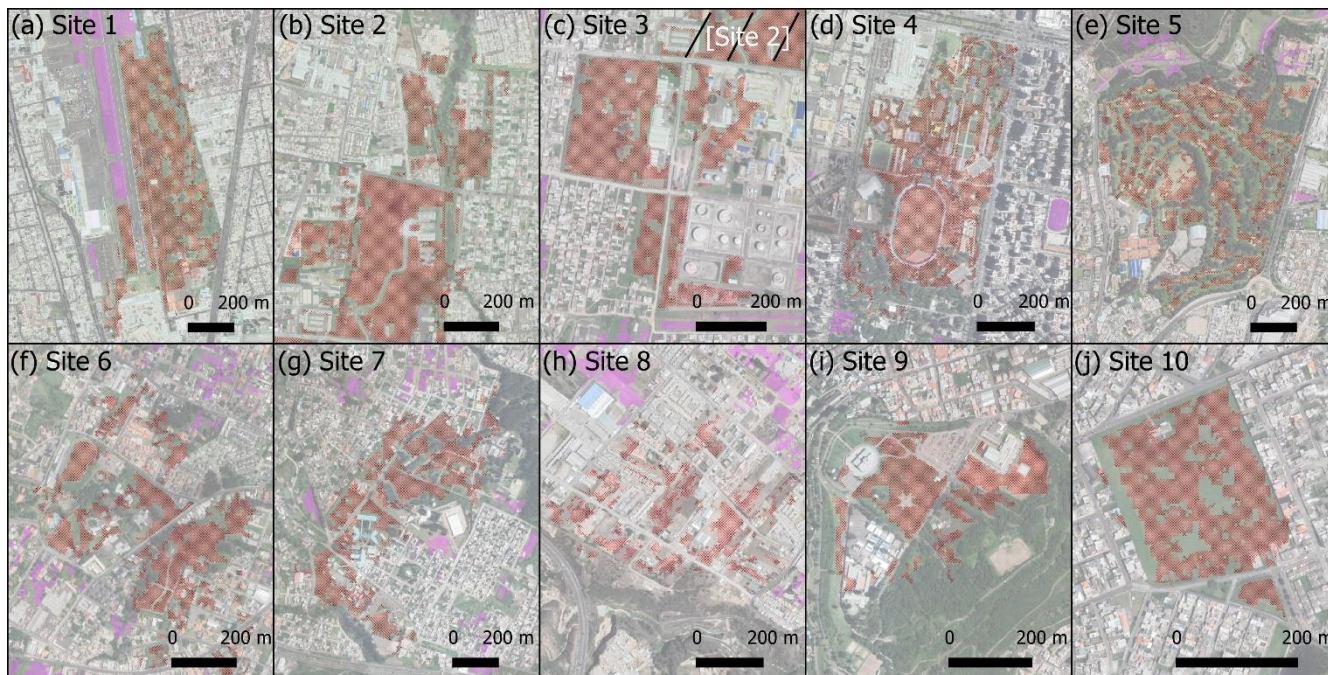 (a) Site 1
0 200 m
(b) Site 2
0 200 m
(c) Site 3
[Site 2]
0 200 m
(d) Site 4
0 200 m
(e) Site 5
0 200 m
(f) Site 6
0 200 m
(g) Site 7
0 200 m
(h) Site 8
0 200 m
(i) Site 9
0 200 m
(j) Site 10
0 200 m